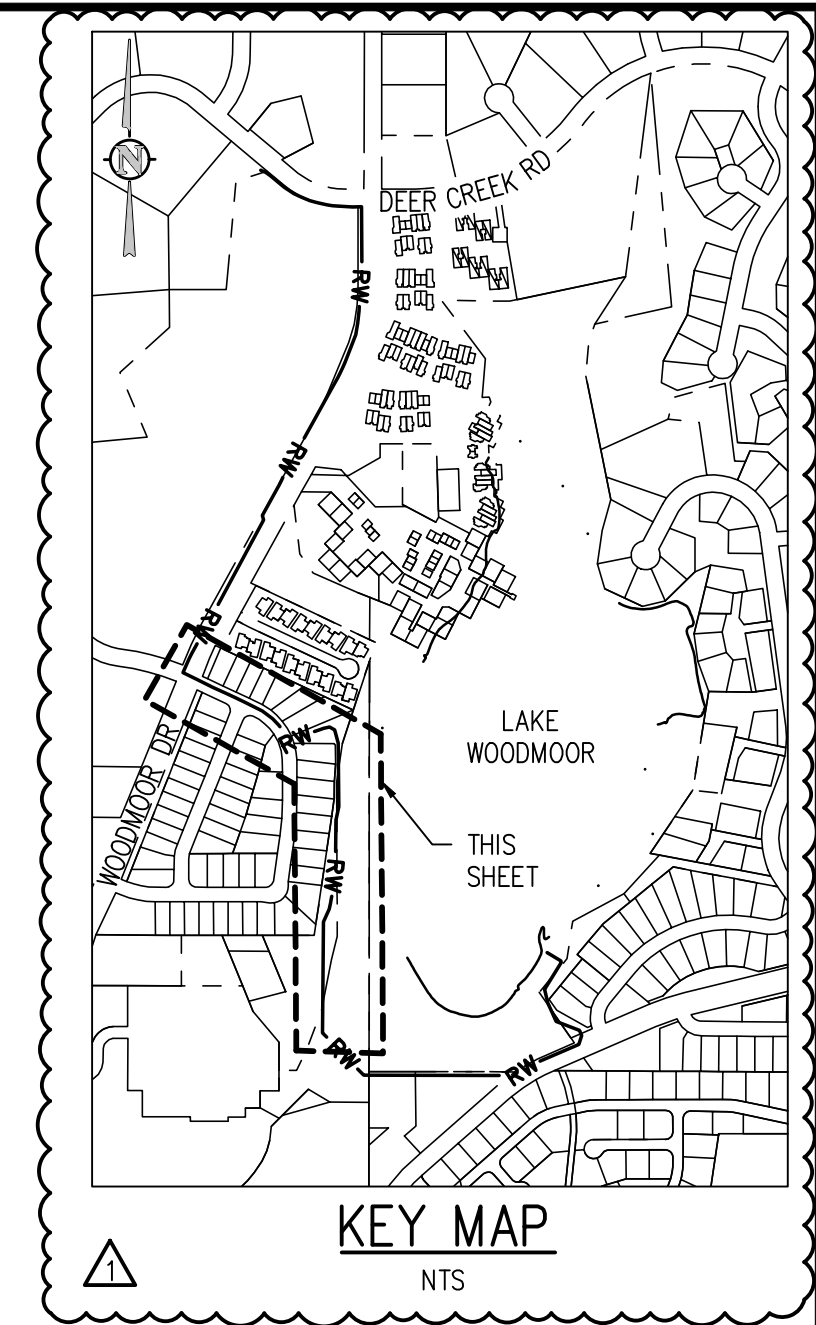 N
DEER CREEK RD
RW
RW
RW
RW
WOODMOOR DR
LAKE
WOODMOOR
THIS
SHEET
RW
RW
RW
KEY MAP
1
NTS